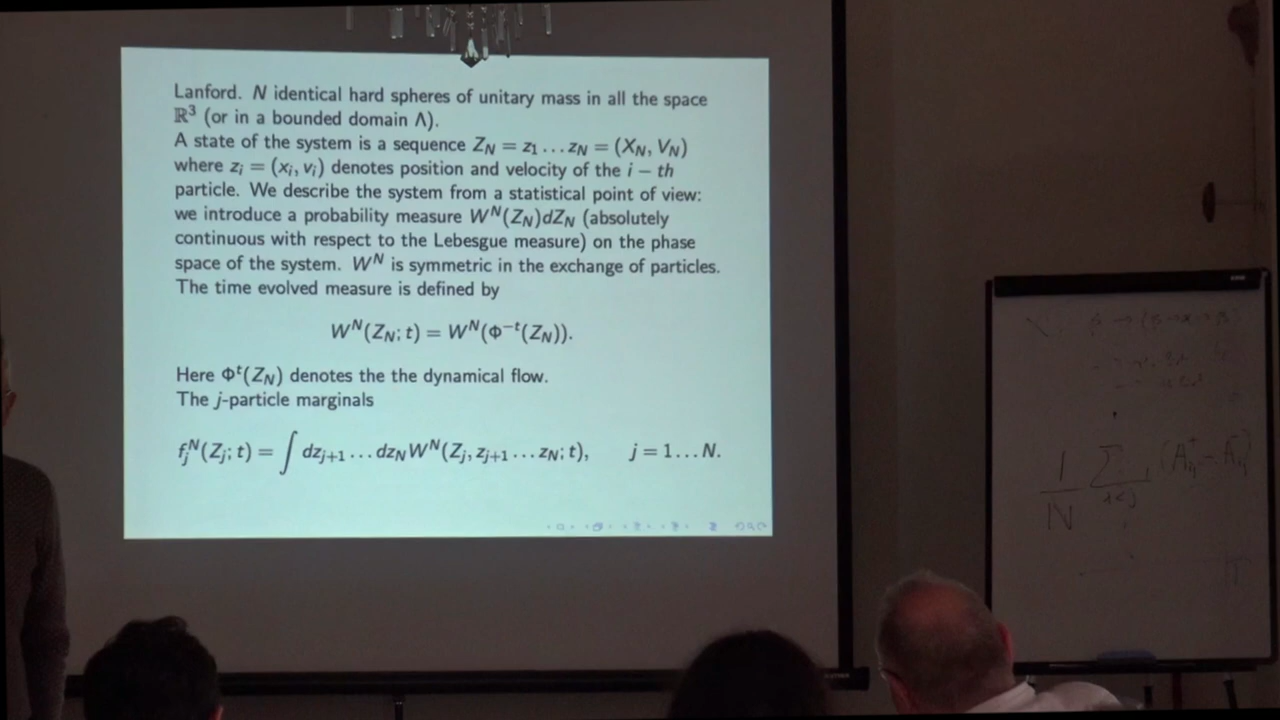 Lanford. N identical hard spheres of unitary mass in all the space
ℝ³ (or in a bounded domain Λ).
A state of the system is a sequence Z_N = z_1 … z_N = (X_N, V_N)
where z_i = (x_i, v_i) denotes position and velocity of the i − th
particle. We describe the system from a statistical point of view:
we introduce a probability measure W^N(Z_N)dZ_N (absolutely
continuous with respect to the Lebesgue measure) on the phase
space of the system. W^N is symmetric in the exchange of particles.
The time evolved measure is defined by
W^N(Z_N; t) = W^N(Φ^{−t}(Z_N)).
Here Φ^t(Z_N) denotes the the dynamical flow.
The j-particle marginals
f_j^N(Z_j; t) = ∫ dz_{j+1} … dz_N W^N(Z_j, z_{j+1} … z_N; t), j = 1 … N.
1/N Σ_{i<j}